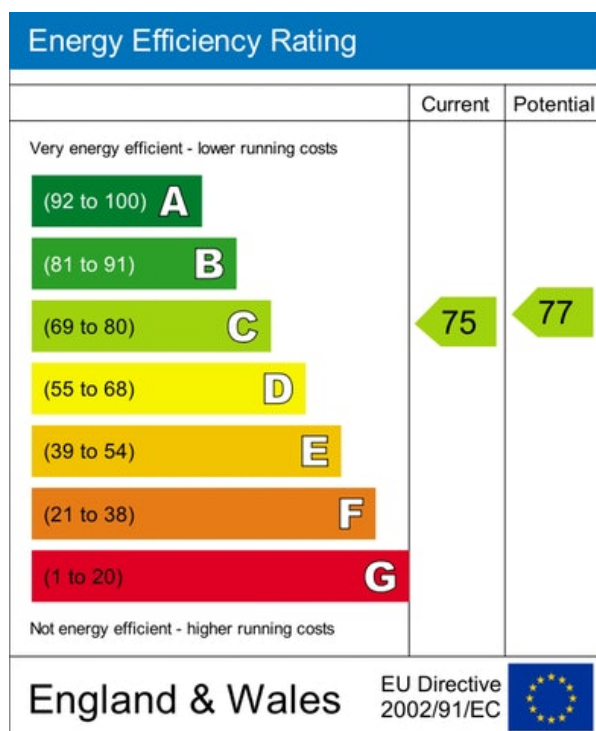 Energy Efficiency Rating
Current Potential
Very energy efficient - lower running costs
(92 to 100) A
(81 to 91) B
(69 to 80) C
75 77
(55 to 68) D
(39 to 54) E
(21 to 38) F
(1 to 20) G
Not energy efficient - higher running costs
England & Wales
EU Directive
2002/91/EC